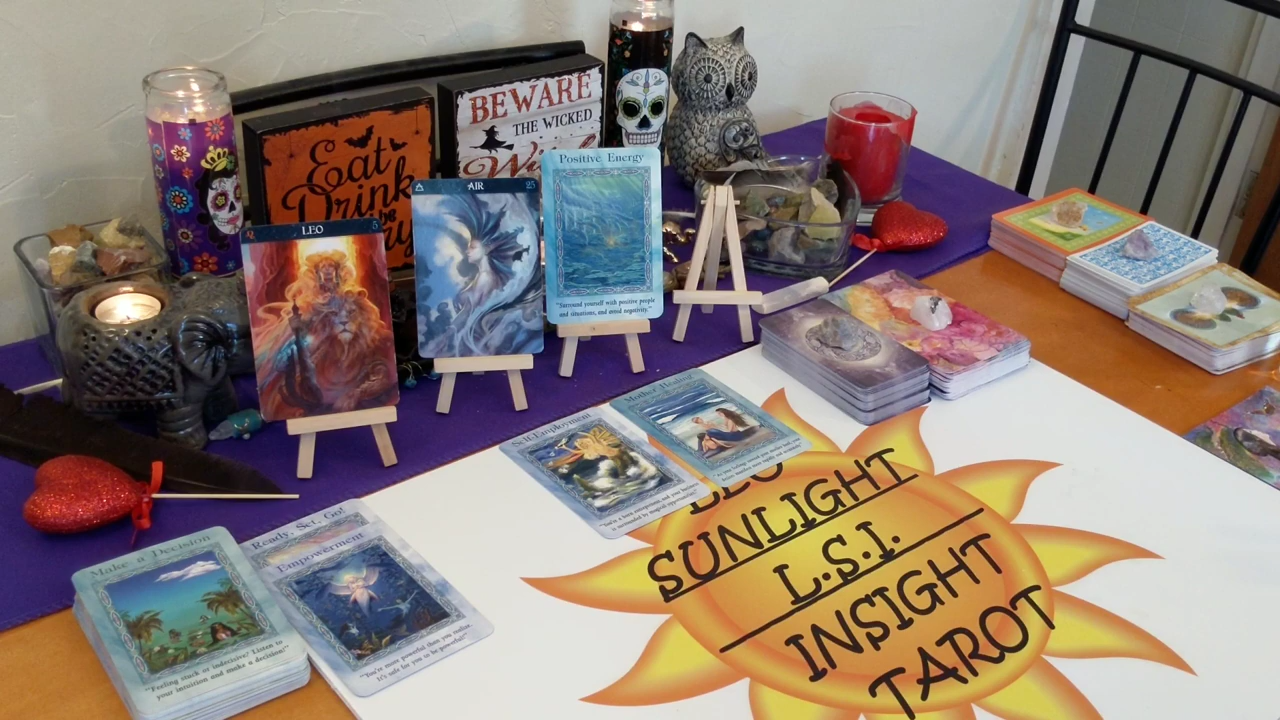 BEWARE
THE WICKED
Eat
Drink
Positive Energy
"Surround yourself with positive people
and situations, and avoid negativity."
AIR
25
LEO
5
Self-Employment
Mother Healing
Make a Decision
"Feeling stuck or indecisive? Listen to
your intuition and make a decision!"
Ready, Set, Go!
Empowerment
"You're more powerful than you realize.
It's safe for you to be powerful!"
LEO
SUNLIGHT
L.S.I.
INSIGHT
TAROT